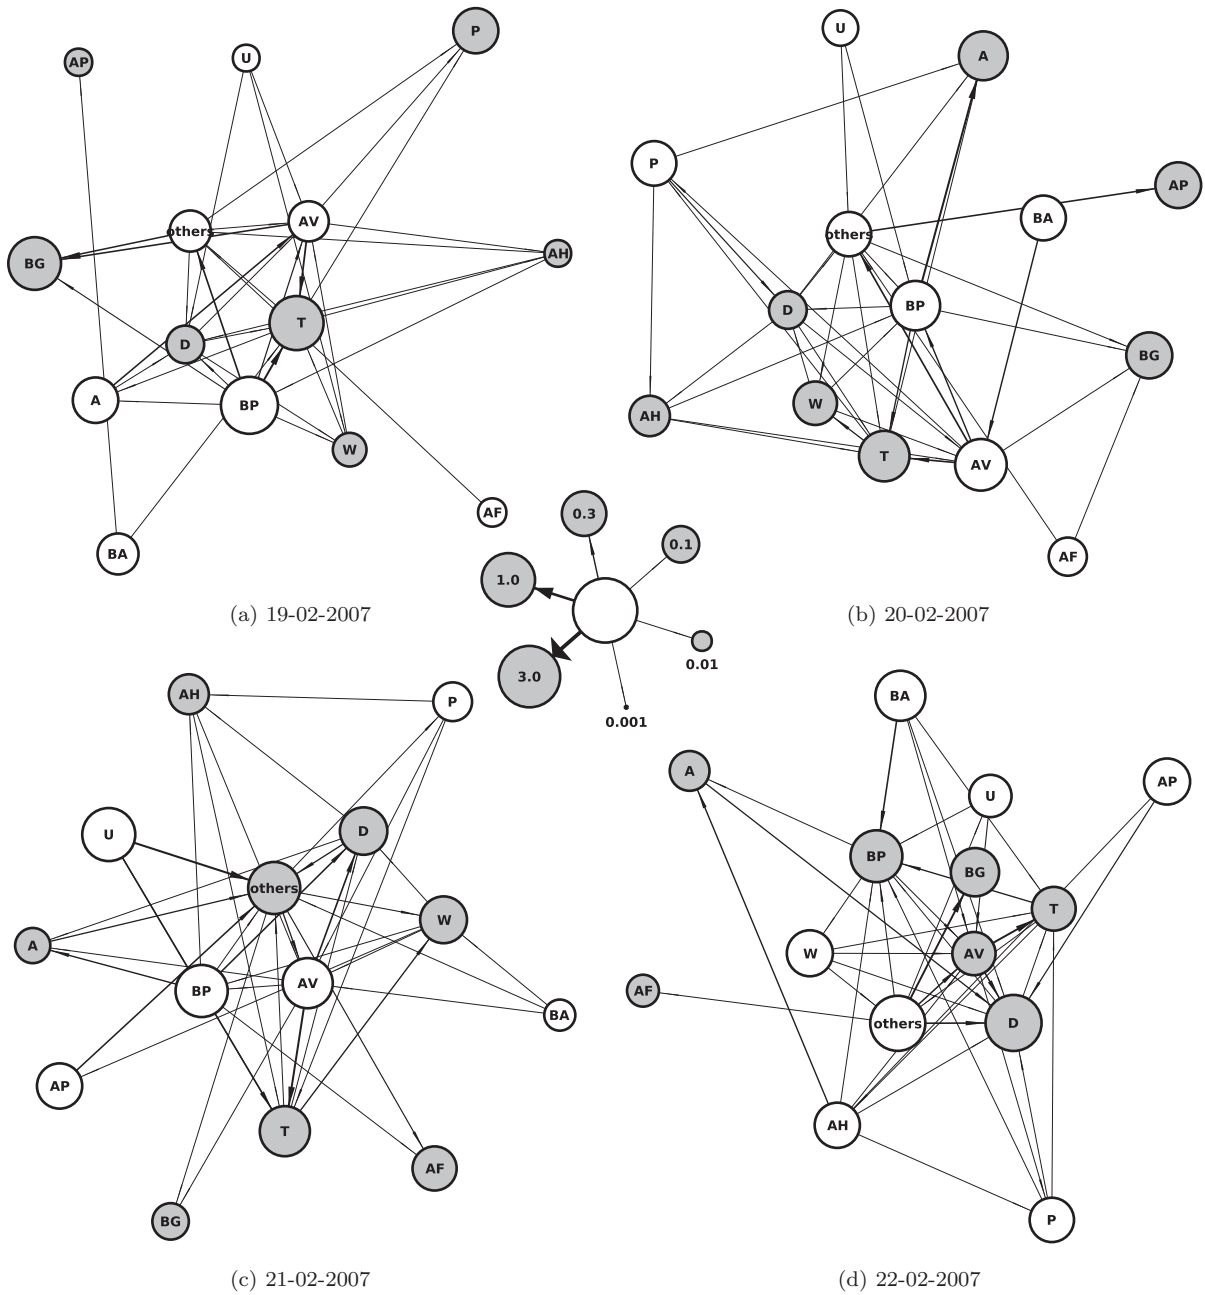 P
AP
U
others
AV
BG
AH
T
D
A
BP
W
AF
BA
(a) 19-02-2007
U
A
P
AP
BA
others
BP
D
BG
W
AH
T
AV
AF
(b) 20-02-2007
0.3
0.1
1.0
0.01
3.0
0.001
AH
P
U
D
others
W
A
BP
AV
BA
AP
T
AF
BG
(c) 21-02-2007
BA
A
AP
U
BP
BG
T
W
AV
AF
others
D
AH
P
(d) 22-02-2007